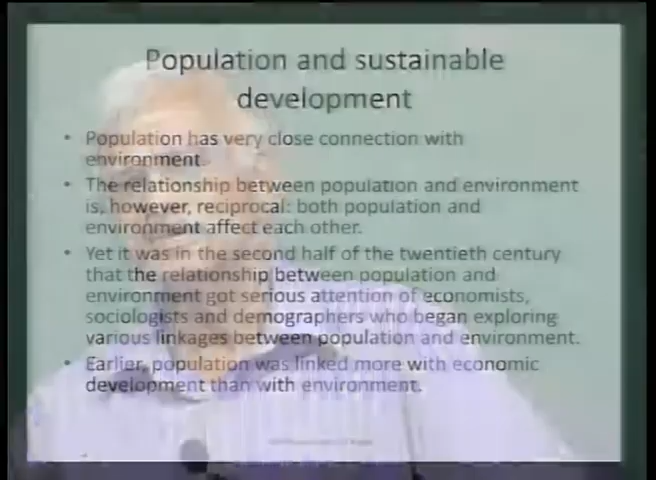 Population and sustainable
development
• Population has very close connection with
environment.
• The relationship between population and environment
is, however, reciprocal: both population and
environment affect each other.
• Yet it was in the second half of the twentieth century
that the relationship between population and
environment got serious attention of economists,
sociologists and demographers who began exploring
various linkages between population and environment.
• Earlier, population was linked more with economic
development than with environment.